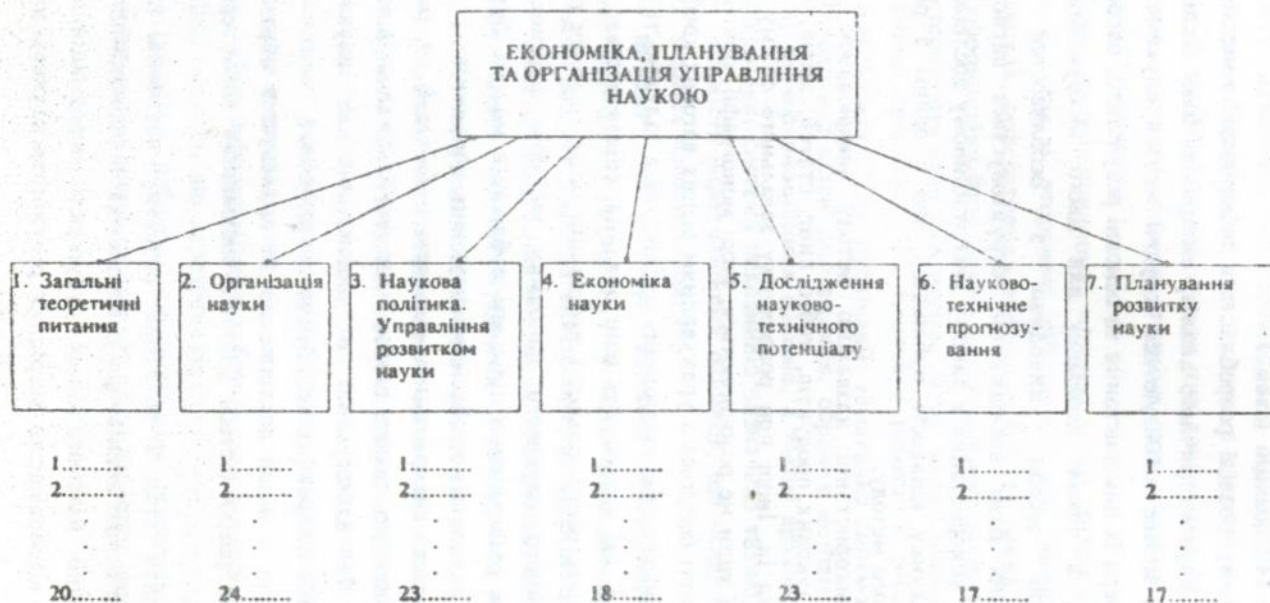 ЕКОНОМІКА, ПЛАНУВАННЯ
ТА ОРГАНІЗАЦІЯ УПРАВЛІННЯ
НАУКОЮ
1. Загальні
теоретичні
питання
2. Організація
науки
3. Наукова
політика.
Управління
розвитком
науки
4. Економіка
науки
5. Дослідження
науково-
технічного
потенціалу
6. Науково-
технічне
прогнозу-
вання
7. Планування
розвитку
науки
1..........
2..........
.
.
.
20.........
1..........
2..........
.
.
.
24.........
1..........
2..........
.
.
.
23.........
1..........
2..........
.
.
.
18.........
1..........
2..........
.
.
.
23.........
1..........
2..........
.
.
.
17.........
1..........
2..........
.
.
.
17.........